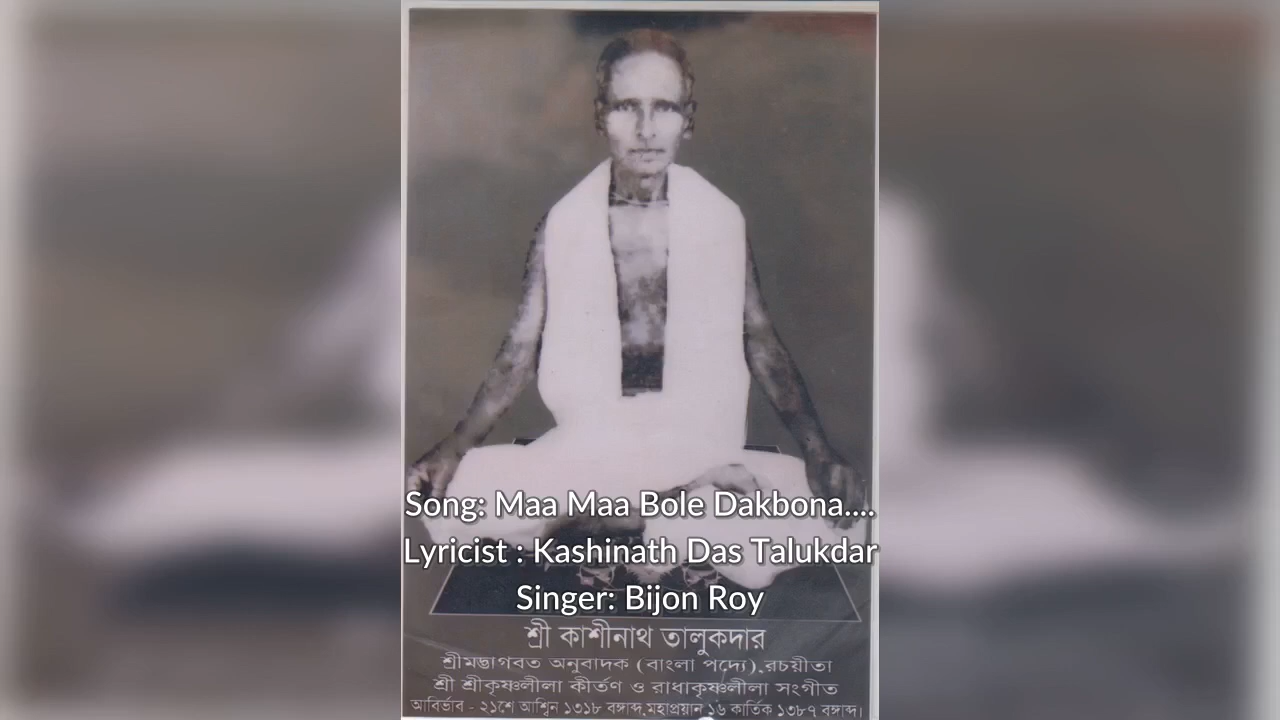 Song: Maa Maa Bole Dakbona....
Lyricist : Kashinath Das Talukdar
Singer: Bijon Roy
শ্রী কাশীনাথ তালুকদার
শ্রীমদ্ভাগবত অনুবাদক (বাংলা পদ্যে),রচয়ীতা
শ্রী শ্রীকৃষ্ণলীলা কীর্তণ ও রাধাকৃষ্ণলীলা সংগীত
আবির্ভাব - ২১শে আশ্বিন ১৩১৮ বঙ্গাব্দ,মহাপ্রয়ান ১৬ কার্তিক ১৩৮৭ বঙ্গাব্দ।